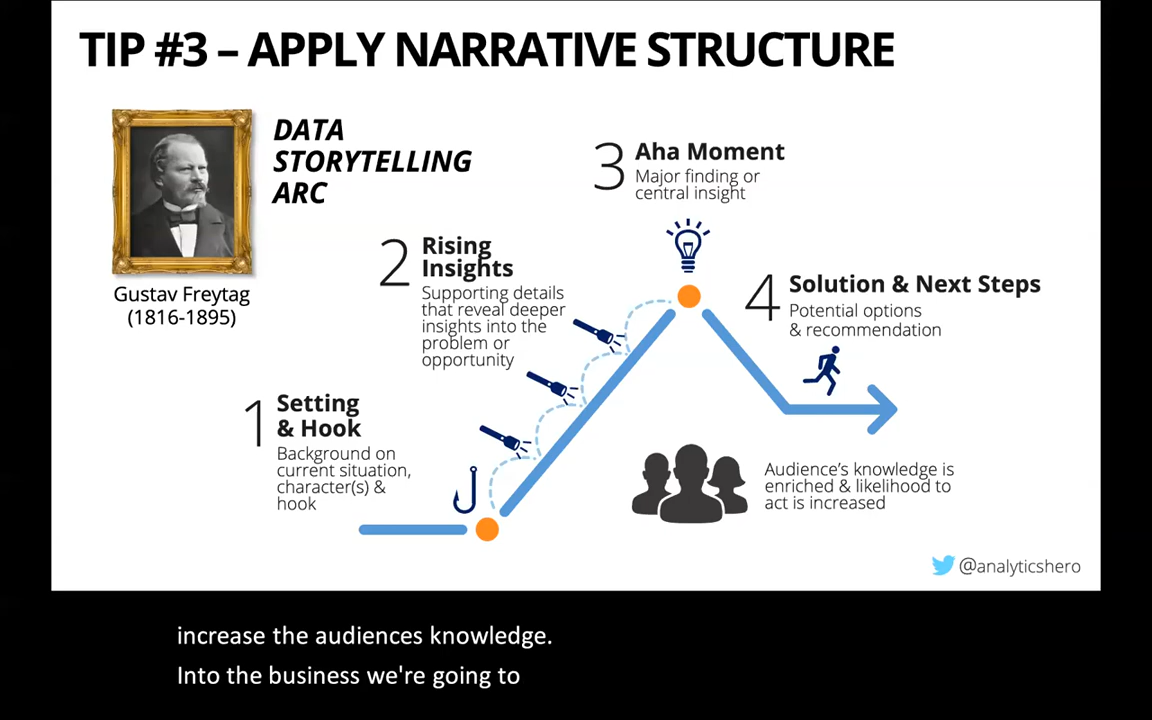 TIP #3 – APPLY NARRATIVE STRUCTURE
DATA
STORYTELLING
ARC
Gustav Freytag
(1816-1895)
1
Setting
& Hook
Background on
current situation,
character(s) &
hook
2
Rising
Insights
Supporting details
that reveal deeper
insights into the
problem or
opportunity
3
Aha Moment
Major finding or
central insight
4
Solution & Next Steps
Potential options
& recommendation
Audience's knowledge is
enriched & likelihood to
act is increased
@analyticshero
increase the audiences knowledge.
Into the business we're going to